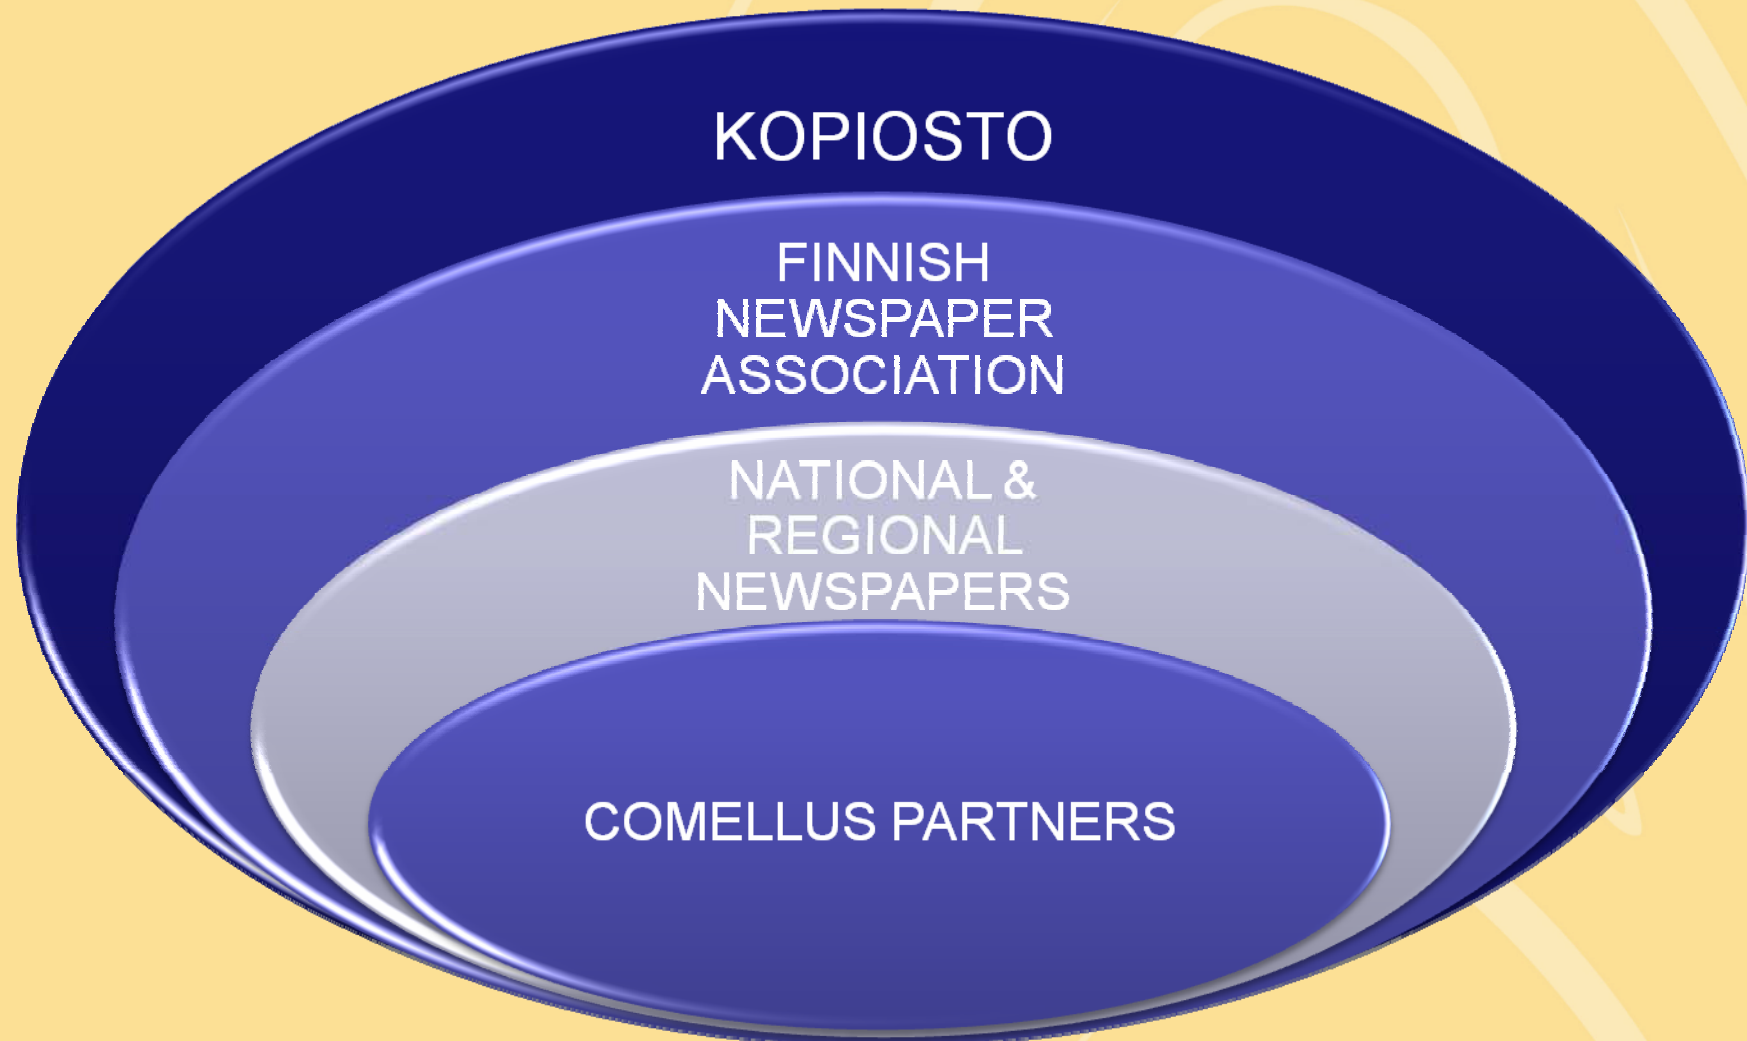 KOPIOSTO
FINNISH
NEWSPAPER
ASSOCIATION
NATIONAL &
REGIONAL
NEWSPAPERS
COMELLUS PARTNERS